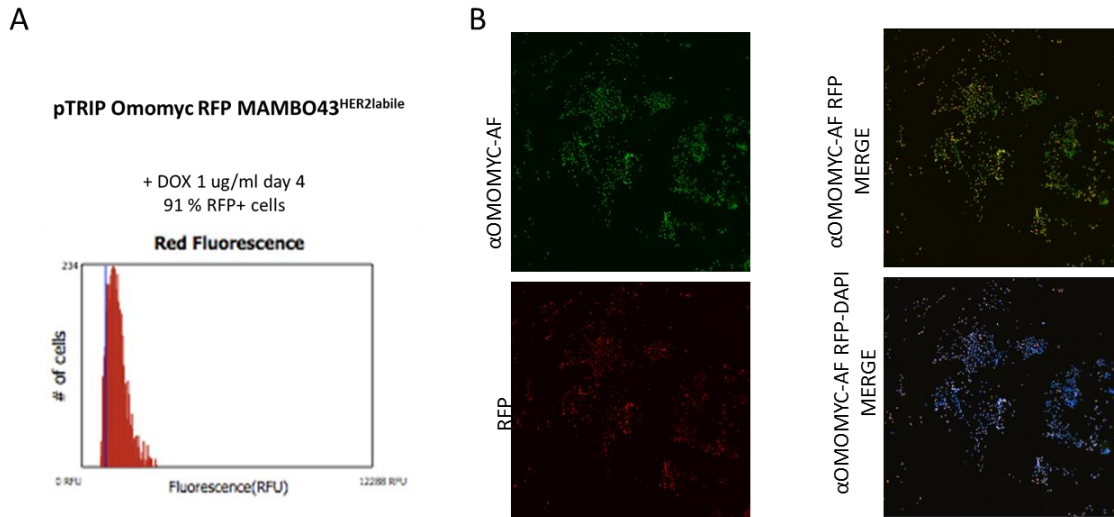 A
pTRIP Omomyc RFP MAMBO43HER2labile
+ DOX 1 ug/ml day 4
91 % RFP+ cells
Red Fluorescence
234
# of cells
0 RFU
Fluorescence(RFU)
12288 RFU
B
αOMOMYC-AF
RFP
αOMOMYC-AF RFP
MERGE
αOMOMYC-AF RFP-DAPI
MERGE